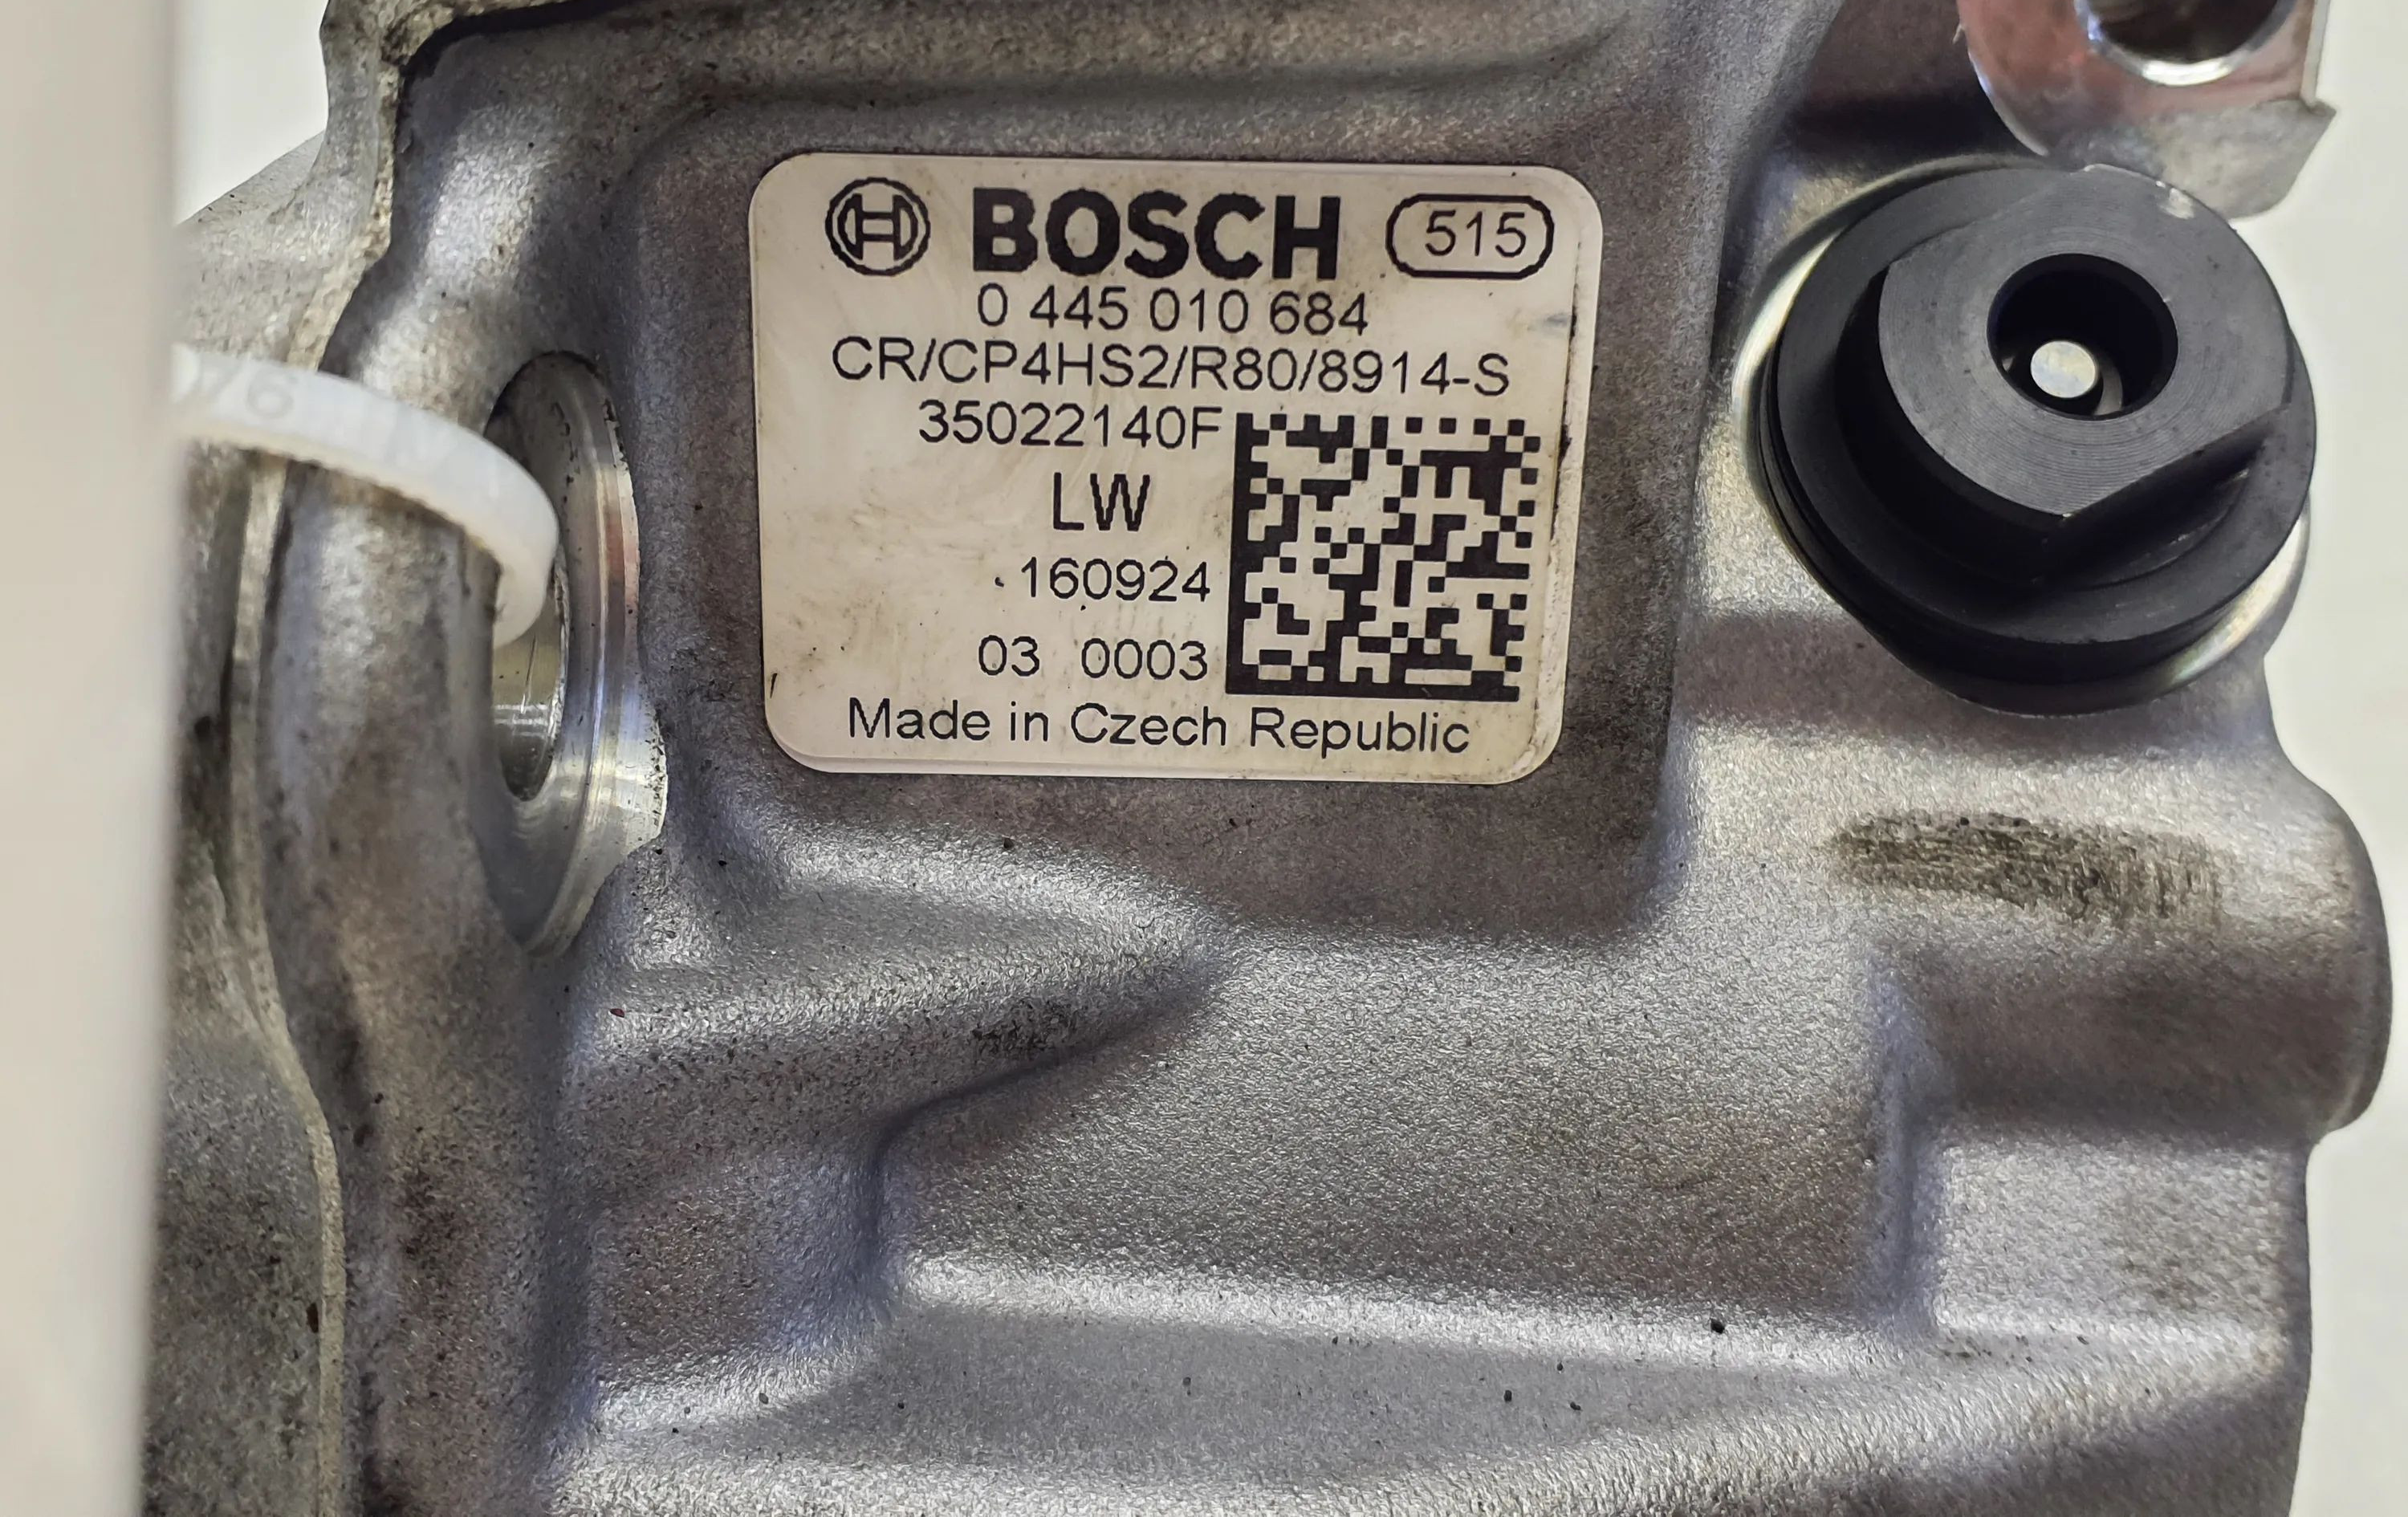 BOSCH 515
0 445 010 684
CR/CP4HS2/R80/8914-S
35022140F
LW
160924
03 0003
Made in Czech Republic